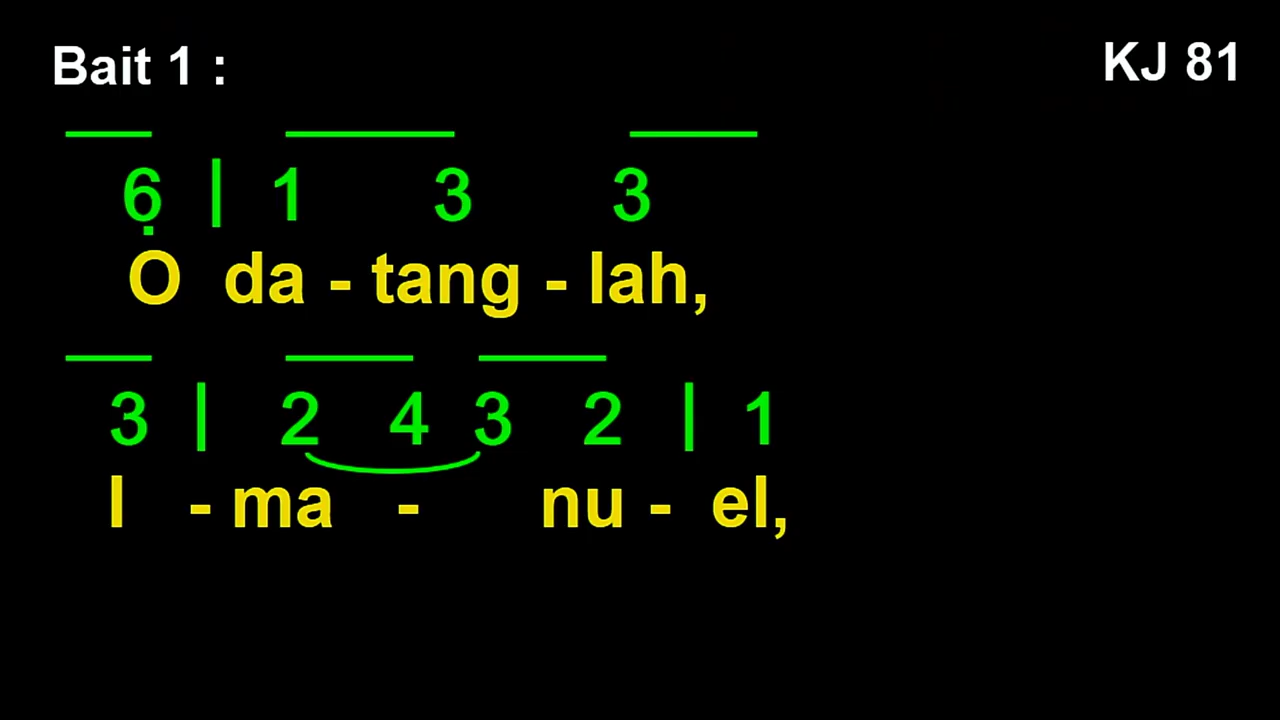 Bait 1 :
KJ 81
6̣ | 1 3 3
O da - tang - lah,
3 | 2 4 3 2 | 1
I - ma - nu - el,